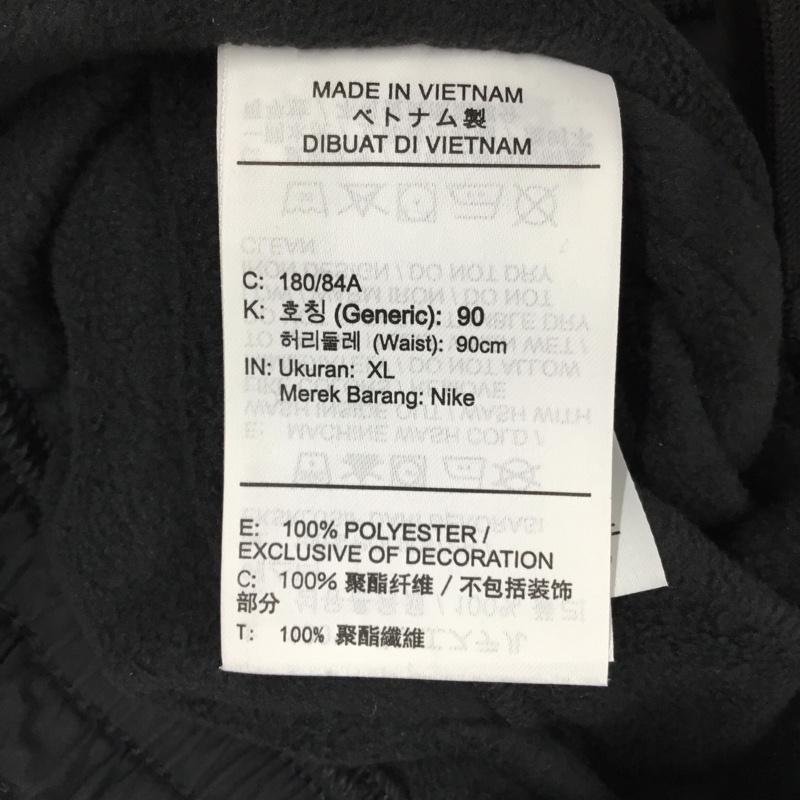 MADE IN VIETNAM
ベトナム製
DIBUAT DI VIETNAM
C: 180/84A
K: 호칭 (Generic): 90
허리둘레 (Waist): 90cm
IN: Ukuran: XL
Merek Barang: Nike
E: 100% POLYESTER /
EXCLUSIVE OF DECORATION
C: 100% 聚酯纤维 / 不包括装饰
部分
T: 100% 聚酯纖維